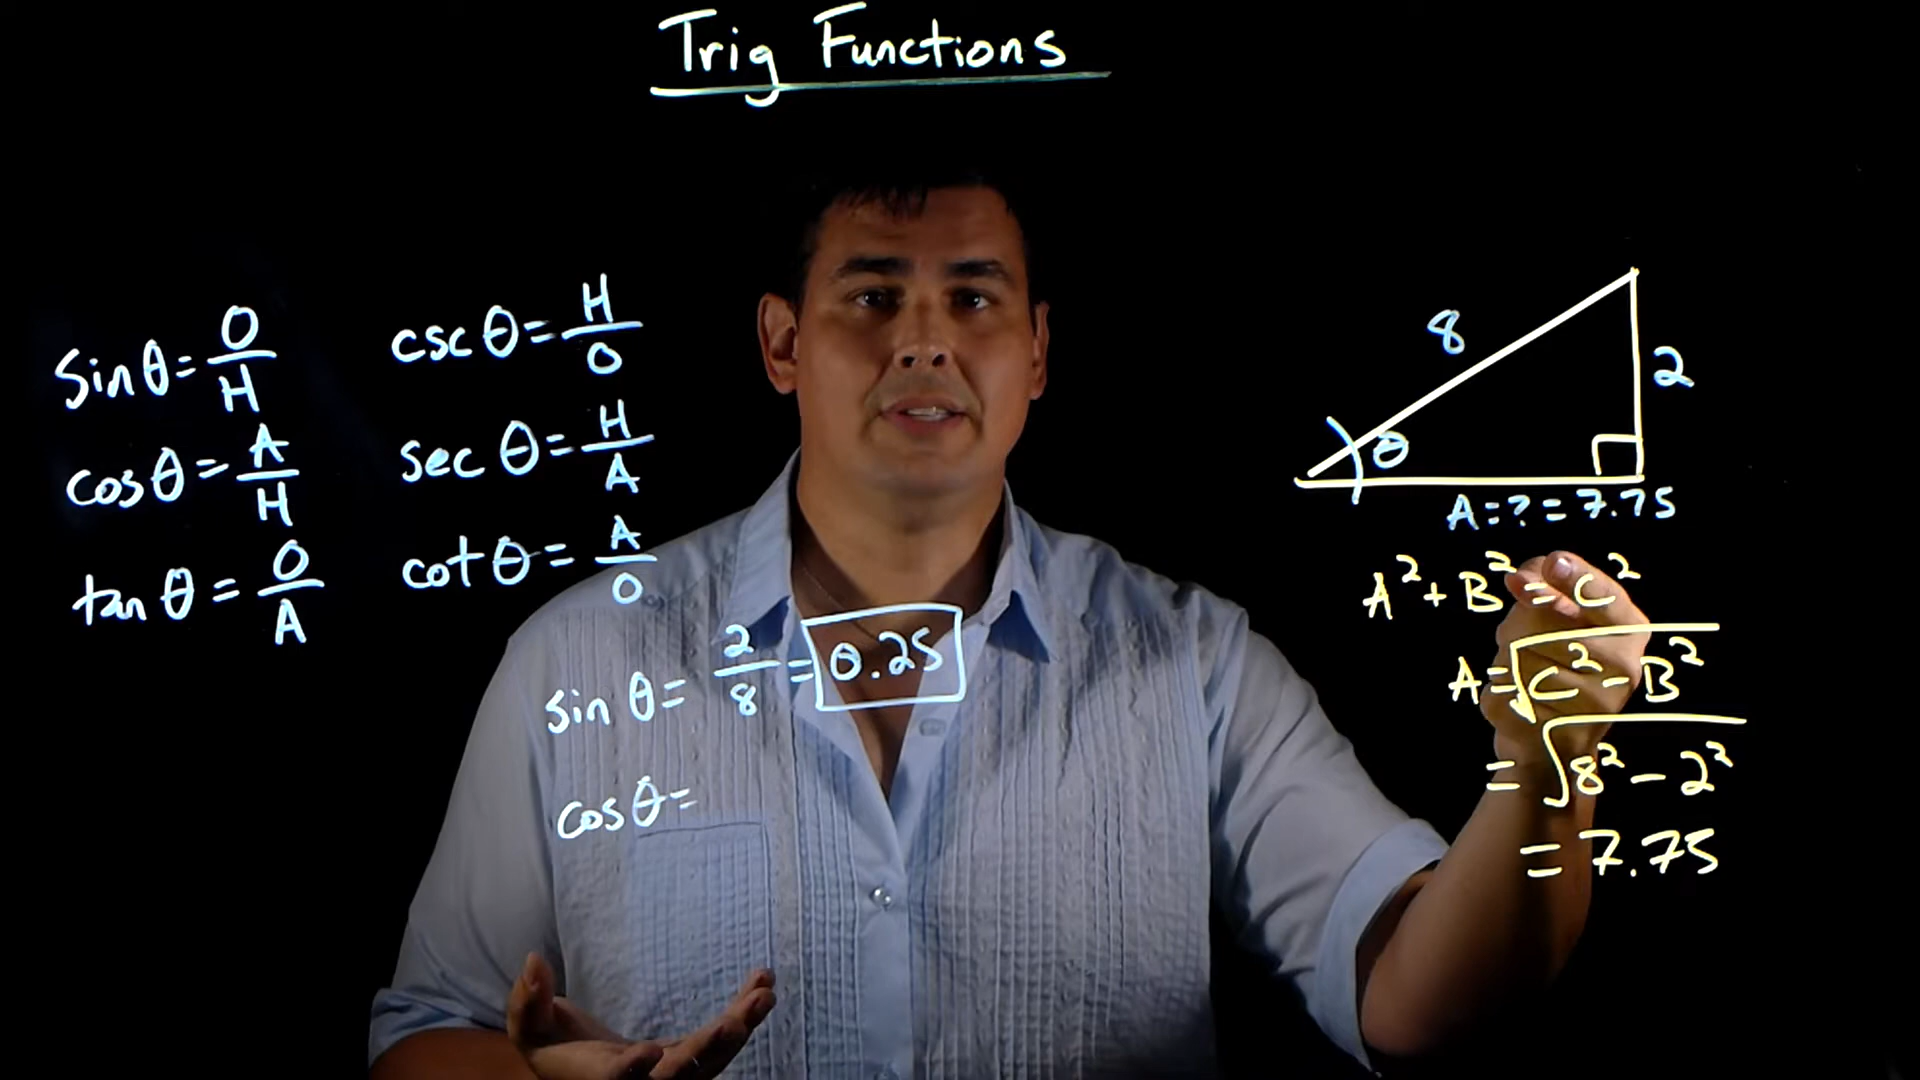 Trig Functions
sin θ = O/H
cos θ = A/H
tan θ = O/A
csc θ = H/O
sec θ = H/A
cot θ = A/O
sin θ = 2/8 = 0.25
cos θ =
8
2
θ
A = ? = 7.75
A² + B² = C²
A = √C² - B²
= √8² - 2²
= 7.75